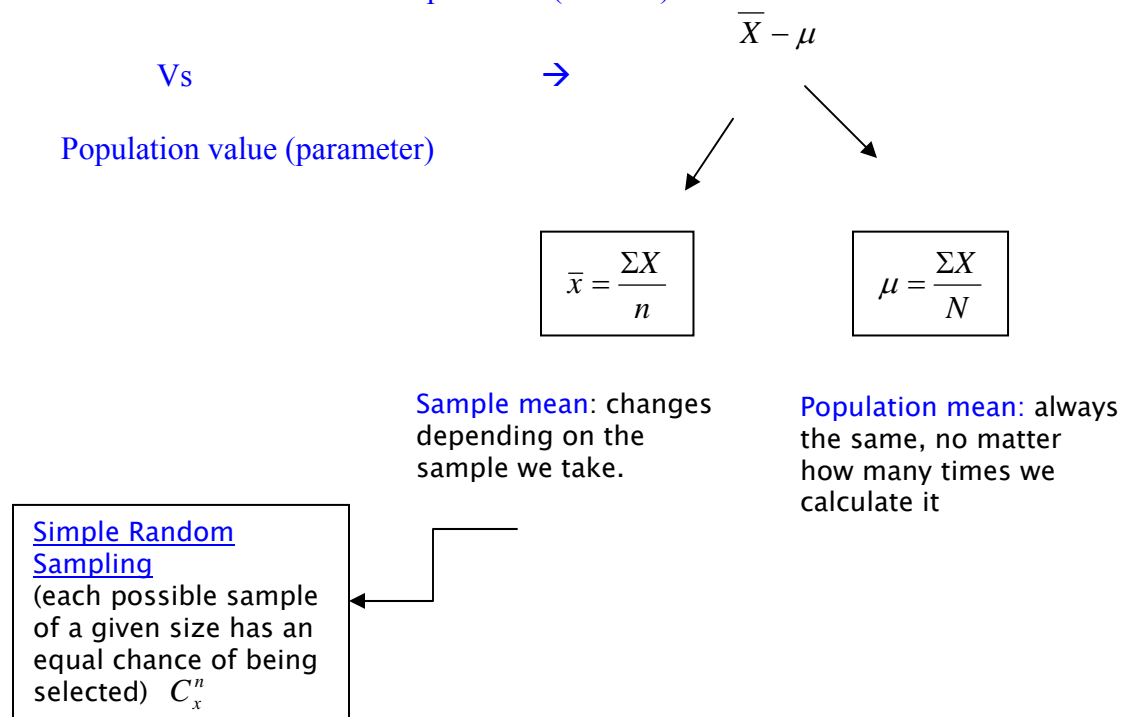 X̄ − μ
Vs →
Population value (parameter)
x̄ = ΣX / n
μ = ΣX / N
Sample mean: changes
depending on the
sample we take.
Population mean: always
the same, no matter
how many times we
calculate it
Simple Random
Sampling
(each possible sample
of a given size has an
equal chance of being
selected) Cₓⁿ